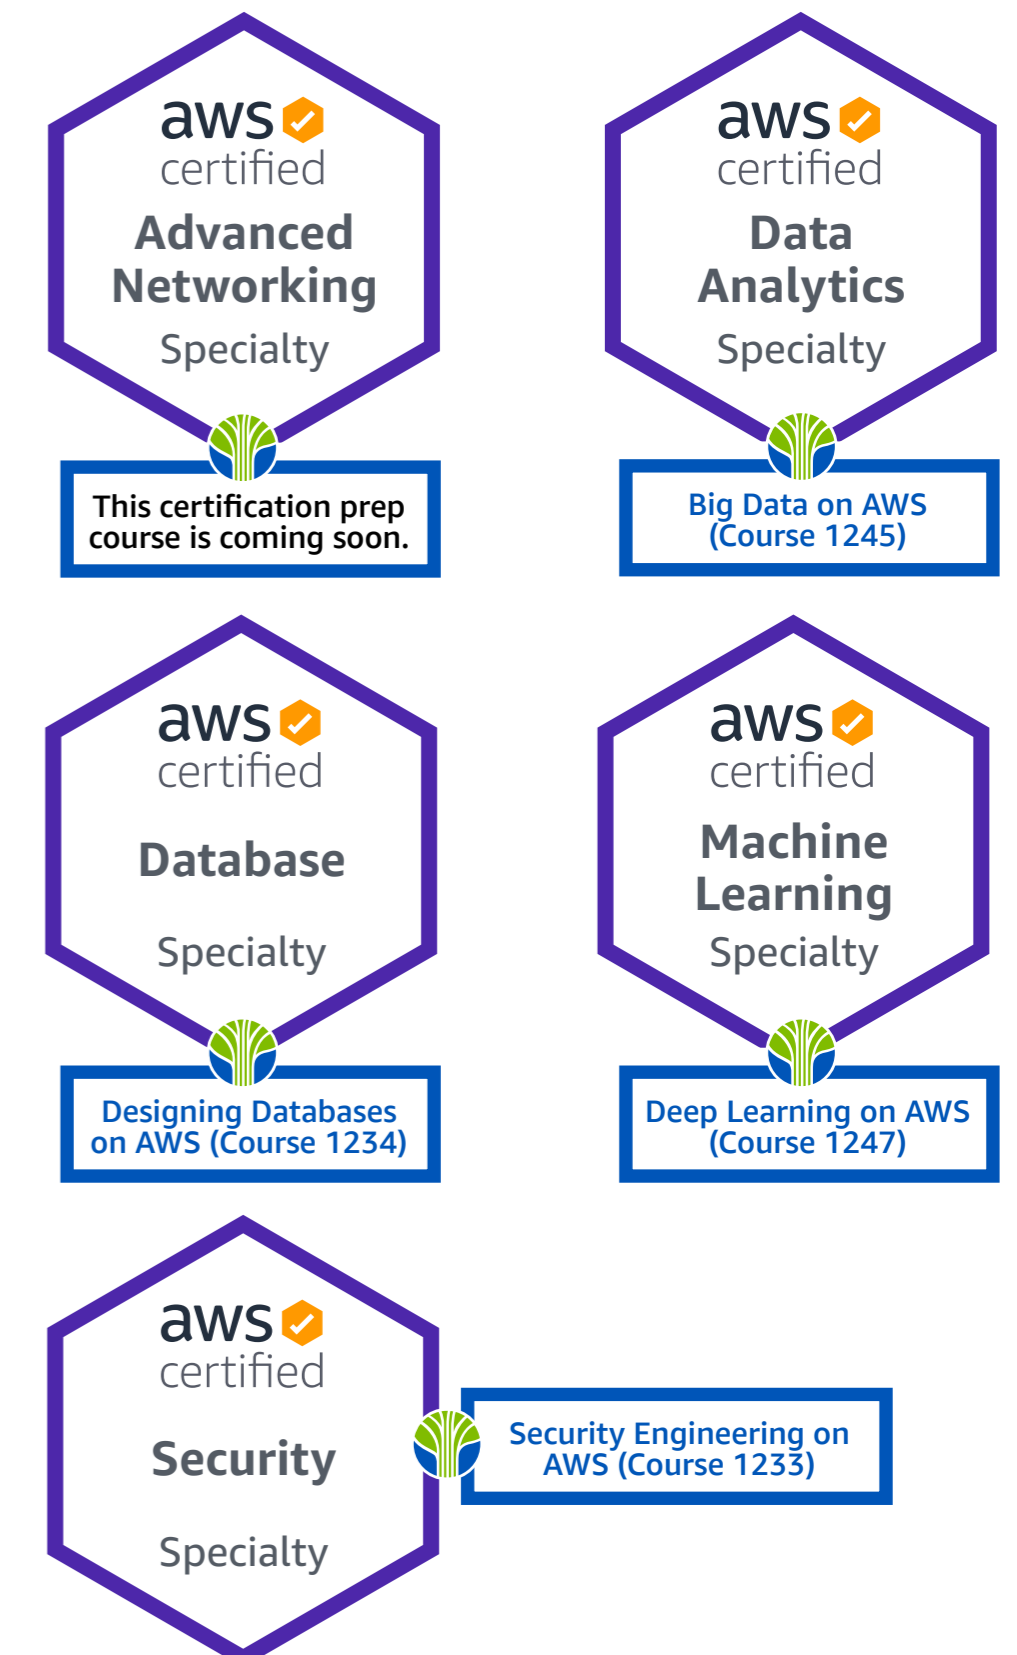 aws
certified
Advanced
Networking
Specialty
This certification prep
course is coming soon.
aws
certified
Data
Analytics
Specialty
Big Data on AWS
(Course 1245)
aws
certified
Database
Specialty
Designing Databases
on AWS (Course 1234)
aws
certified
Machine
Learning
Specialty
Deep Learning on AWS
(Course 1247)
aws
certified
Security
Specialty
Security Engineering on
AWS (Course 1233)